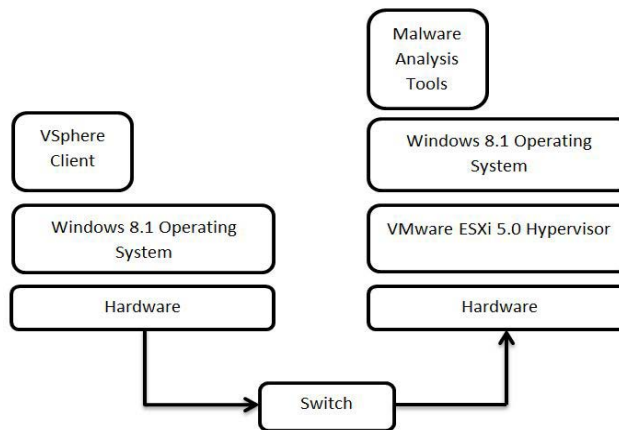 VSphere
Client
Windows 8.1 Operating
System
Hardware
Malware
Analysis
Tools
Windows 8.1 Operating
System
VMware ESXi 5.0 Hypervisor
Hardware
Switch